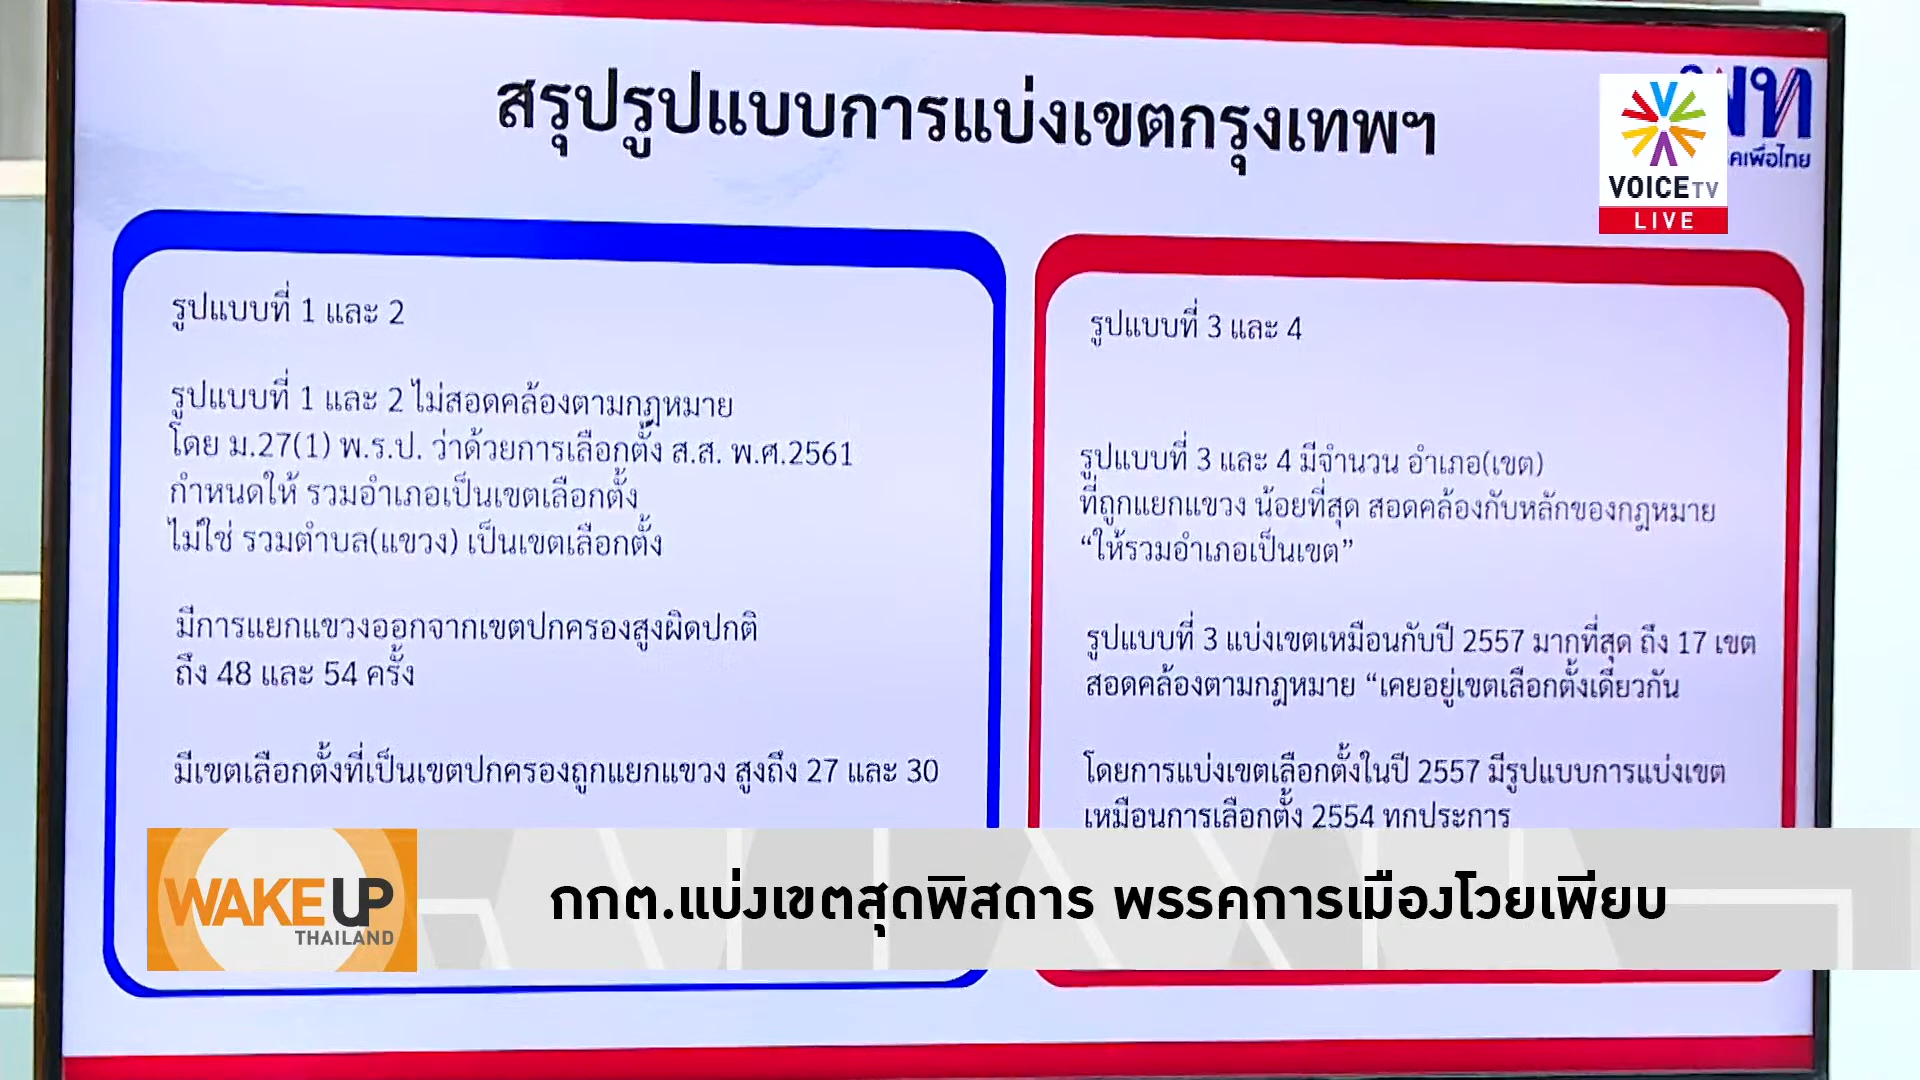 สรุปรูปแบบการแบ่งเขตกรุงเทพฯ
คเพื่อไทย
VOICE TV
LIVE
รูปแบบที่ 1 และ 2
รูปแบบที่ 1 และ 2 ไม่สอดคล้องตามกฎหมาย
โดย ม.27(1) พ.ร.ป. ว่าด้วยการเลือกตั้ง ส.ส. พ.ศ.2561
กำหนดให้ รวมอำเภอเป็นเขตเลือกตั้ง
ไม่ใช่ รวมตำบล(แขวง) เป็นเขตเลือกตั้ง
มีการแยกแขวงออกจากเขตปกครองสูงผิดปกติ
ถึง 48 และ 54 ครั้ง
มีเขตเลือกตั้งที่เป็นเขตปกครองถูกแยกแขวง สูงถึง 27 และ 30
รูปแบบที่ 3 และ 4
รูปแบบที่ 3 และ 4 มีจำนวน อำเภอ(เขต)
ที่ถูกแยกแขวง น้อยที่สุด สอดคล้องกับหลักของกฎหมาย
“ให้รวมอำเภอเป็นเขต”
รูปแบบที่ 3 แบ่งเขตเหมือนกับปี 2557 มากที่สุด ถึง 17 เขต
สอดคล้องตามกฎหมาย “เคยอยู่เขตเลือกตั้งเดียวกัน
โดยการแบ่งเขตเลือกตั้งในปี 2557 มีรูปแบบการแบ่งเขต
เหมือนการเลือกตั้ง 2554 ทุกประการ
WAKE UP
THAILAND
กกต.แบ่งเขตสุดพิสดาร พรรคการเมืองโวยเพียบ